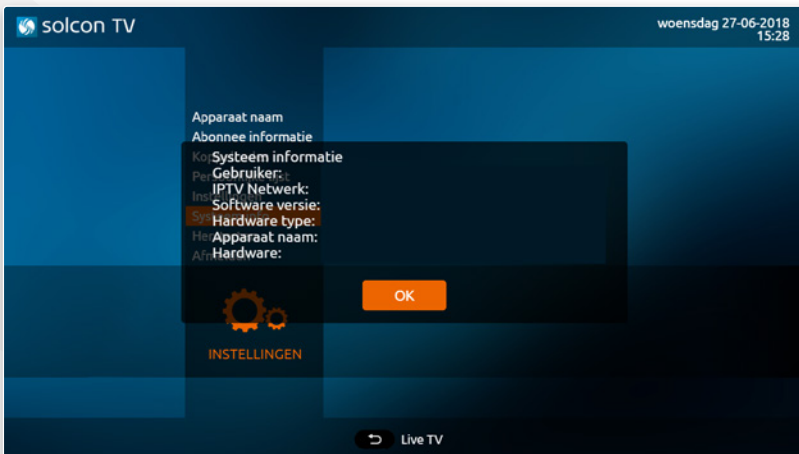 solcon TV
woensdag 27-06-2018
15:28
Apparaat naam
Abonnee informatie
Systeem informatie
Gebruiker:
IPTV Netwerk:
Software versie:
Hardware type:
Apparaat naam:
Hardware:
OK
INSTELLINGEN
Live TV